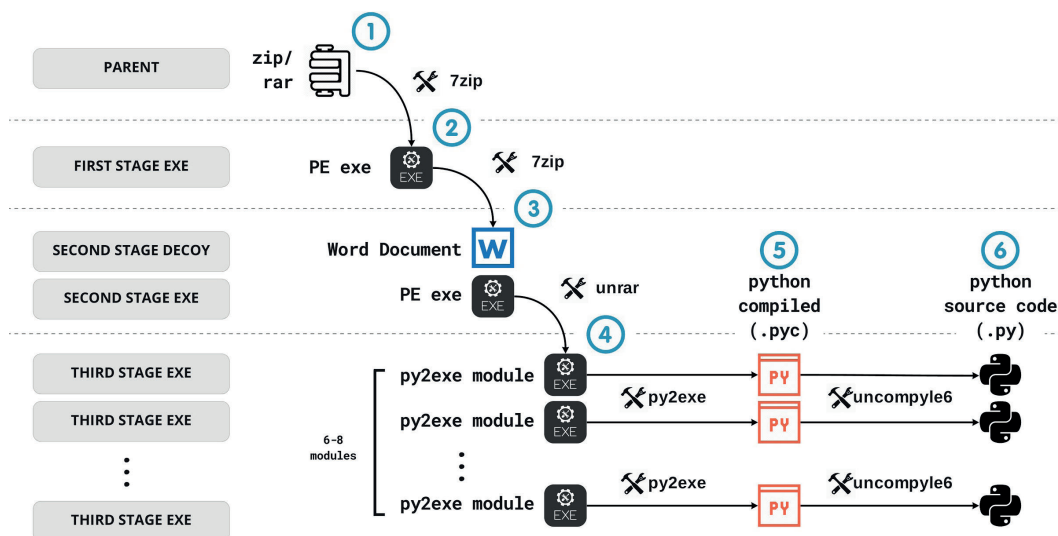 1
PARENT
zip/
rar
7zip
2
FIRST STAGE EXE
PE exe
EXE
7zip
3
SECOND STAGE DECOY
Word Document
W
5
6
SECOND STAGE EXE
PE exe
EXE
unrar
python
compiled
(.pyc)
python
source code
(.py)
4
THIRD STAGE EXE
py2exe module
EXE
PY
py2exe
uncompyle6
THIRD STAGE EXE
py2exe module
EXE
PY
6-8
modules
py2exe
uncompyle6
THIRD STAGE EXE
py2exe module
EXE
PY